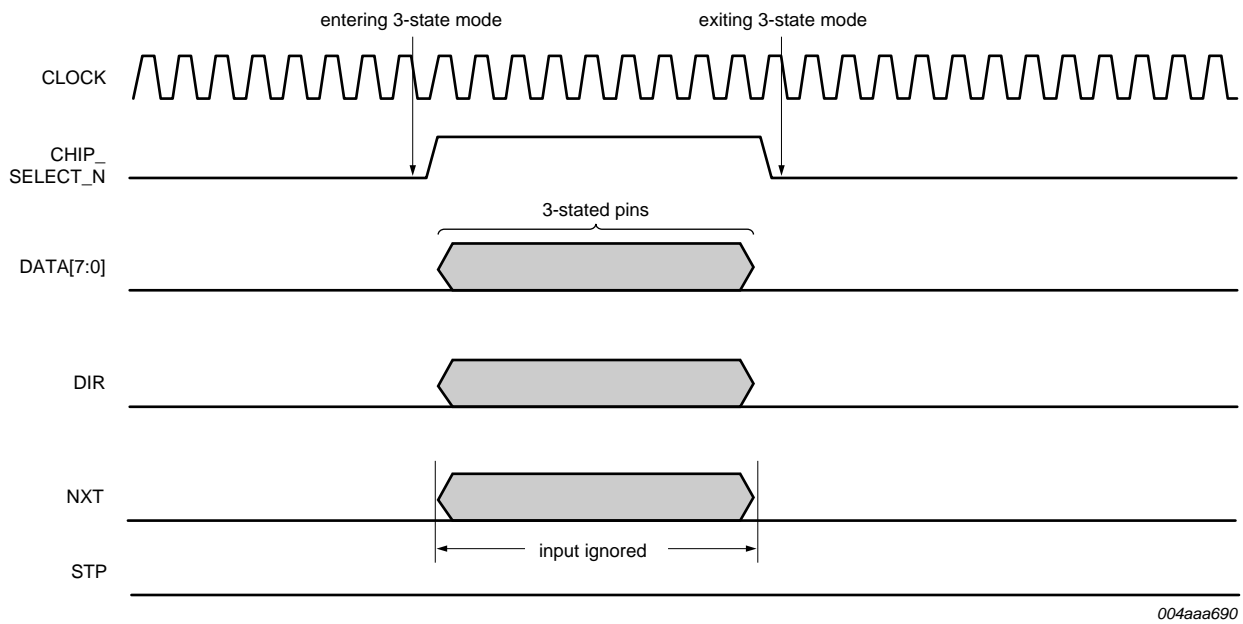 entering 3-state mode
exiting 3-state mode
CLOCK
CHIP_
SELECT_N
3-stated pins
DATA[7:0]
DIR
NXT
input ignored
STP
004aaa690